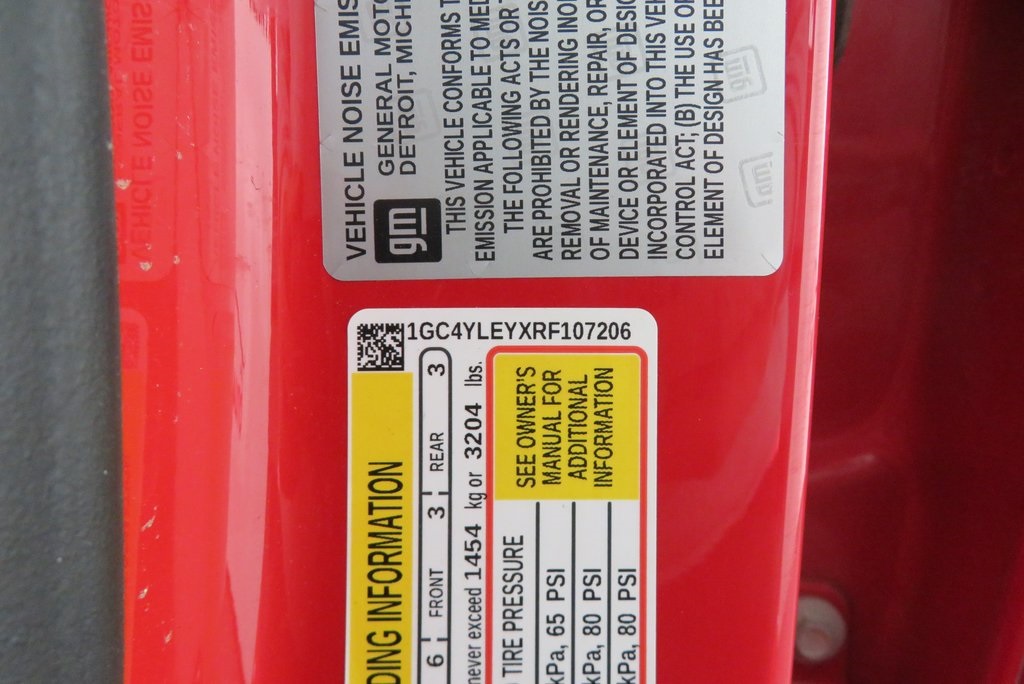 VEHICLE NOISE EMIS
GENERAL MOTO
DETROIT, MICHI
gm
THIS VEHICLE CONFORMS T
EMISSION APPLICABLE TO MED
THE FOLLOWING ACTS OR T
ARE PROHIBITED BY THE NOIS
REMOVAL OR RENDERING INOP
OF MAINTENANCE, REPAIR, OR
DEVICE OR ELEMENT OF DESIG
INCORPORATED INTO THIS VEH
CONTROL ACT; (B) THE USE OF
ELEMENT OF DESIGN HAS BEE
gm
gm
1GC4YLEYXRF107206
DING INFORMATION
6 FRONT 3 REAR 3
never exceed 1454 kg or 3204 lbs.
TIRE PRESSURE
kPa, 65 PSI
kPa, 80 PSI
kPa, 80 PSI
SEE OWNER'S
MANUAL FOR
ADDITIONAL
INFORMATION